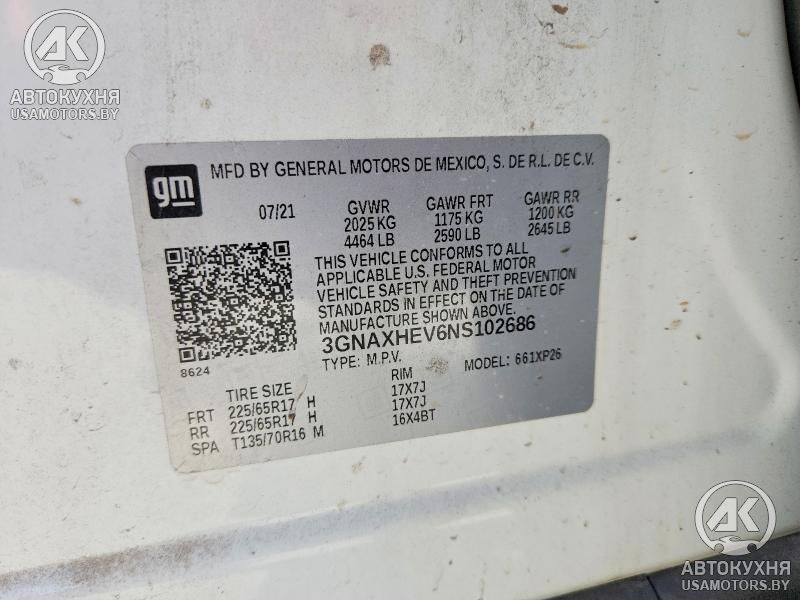 AK
АВТОКУХНЯ
USAMOTORS.BY
gm
MFD BY GENERAL MOTORS DE MEXICO, S. DE R.L. DE C.V.
07/21 GVWR GAWR FRT GAWR RR
2025 KG 1175 KG 1200 KG
4464 LB 2590 LB 2645 LB
THIS VEHICLE CONFORMS TO ALL
APPLICABLE U.S. FEDERAL MOTOR
VEHICLE SAFETY AND THEFT PREVENTION
STANDARDS IN EFFECT ON THE DATE OF
MANUFACTURE SHOWN ABOVE.
3GNAXHEV6NS102686
8624
TYPE: M.P.V. MODEL: 661XP26
TIRE SIZE RIM
FRT 225/65R17 H 17X7J
RR 225/65R17 H 17X7J
SPA T135/70R16 M 16X4BT
AK
АВТОКУХНЯ
USAMOTORS.BY